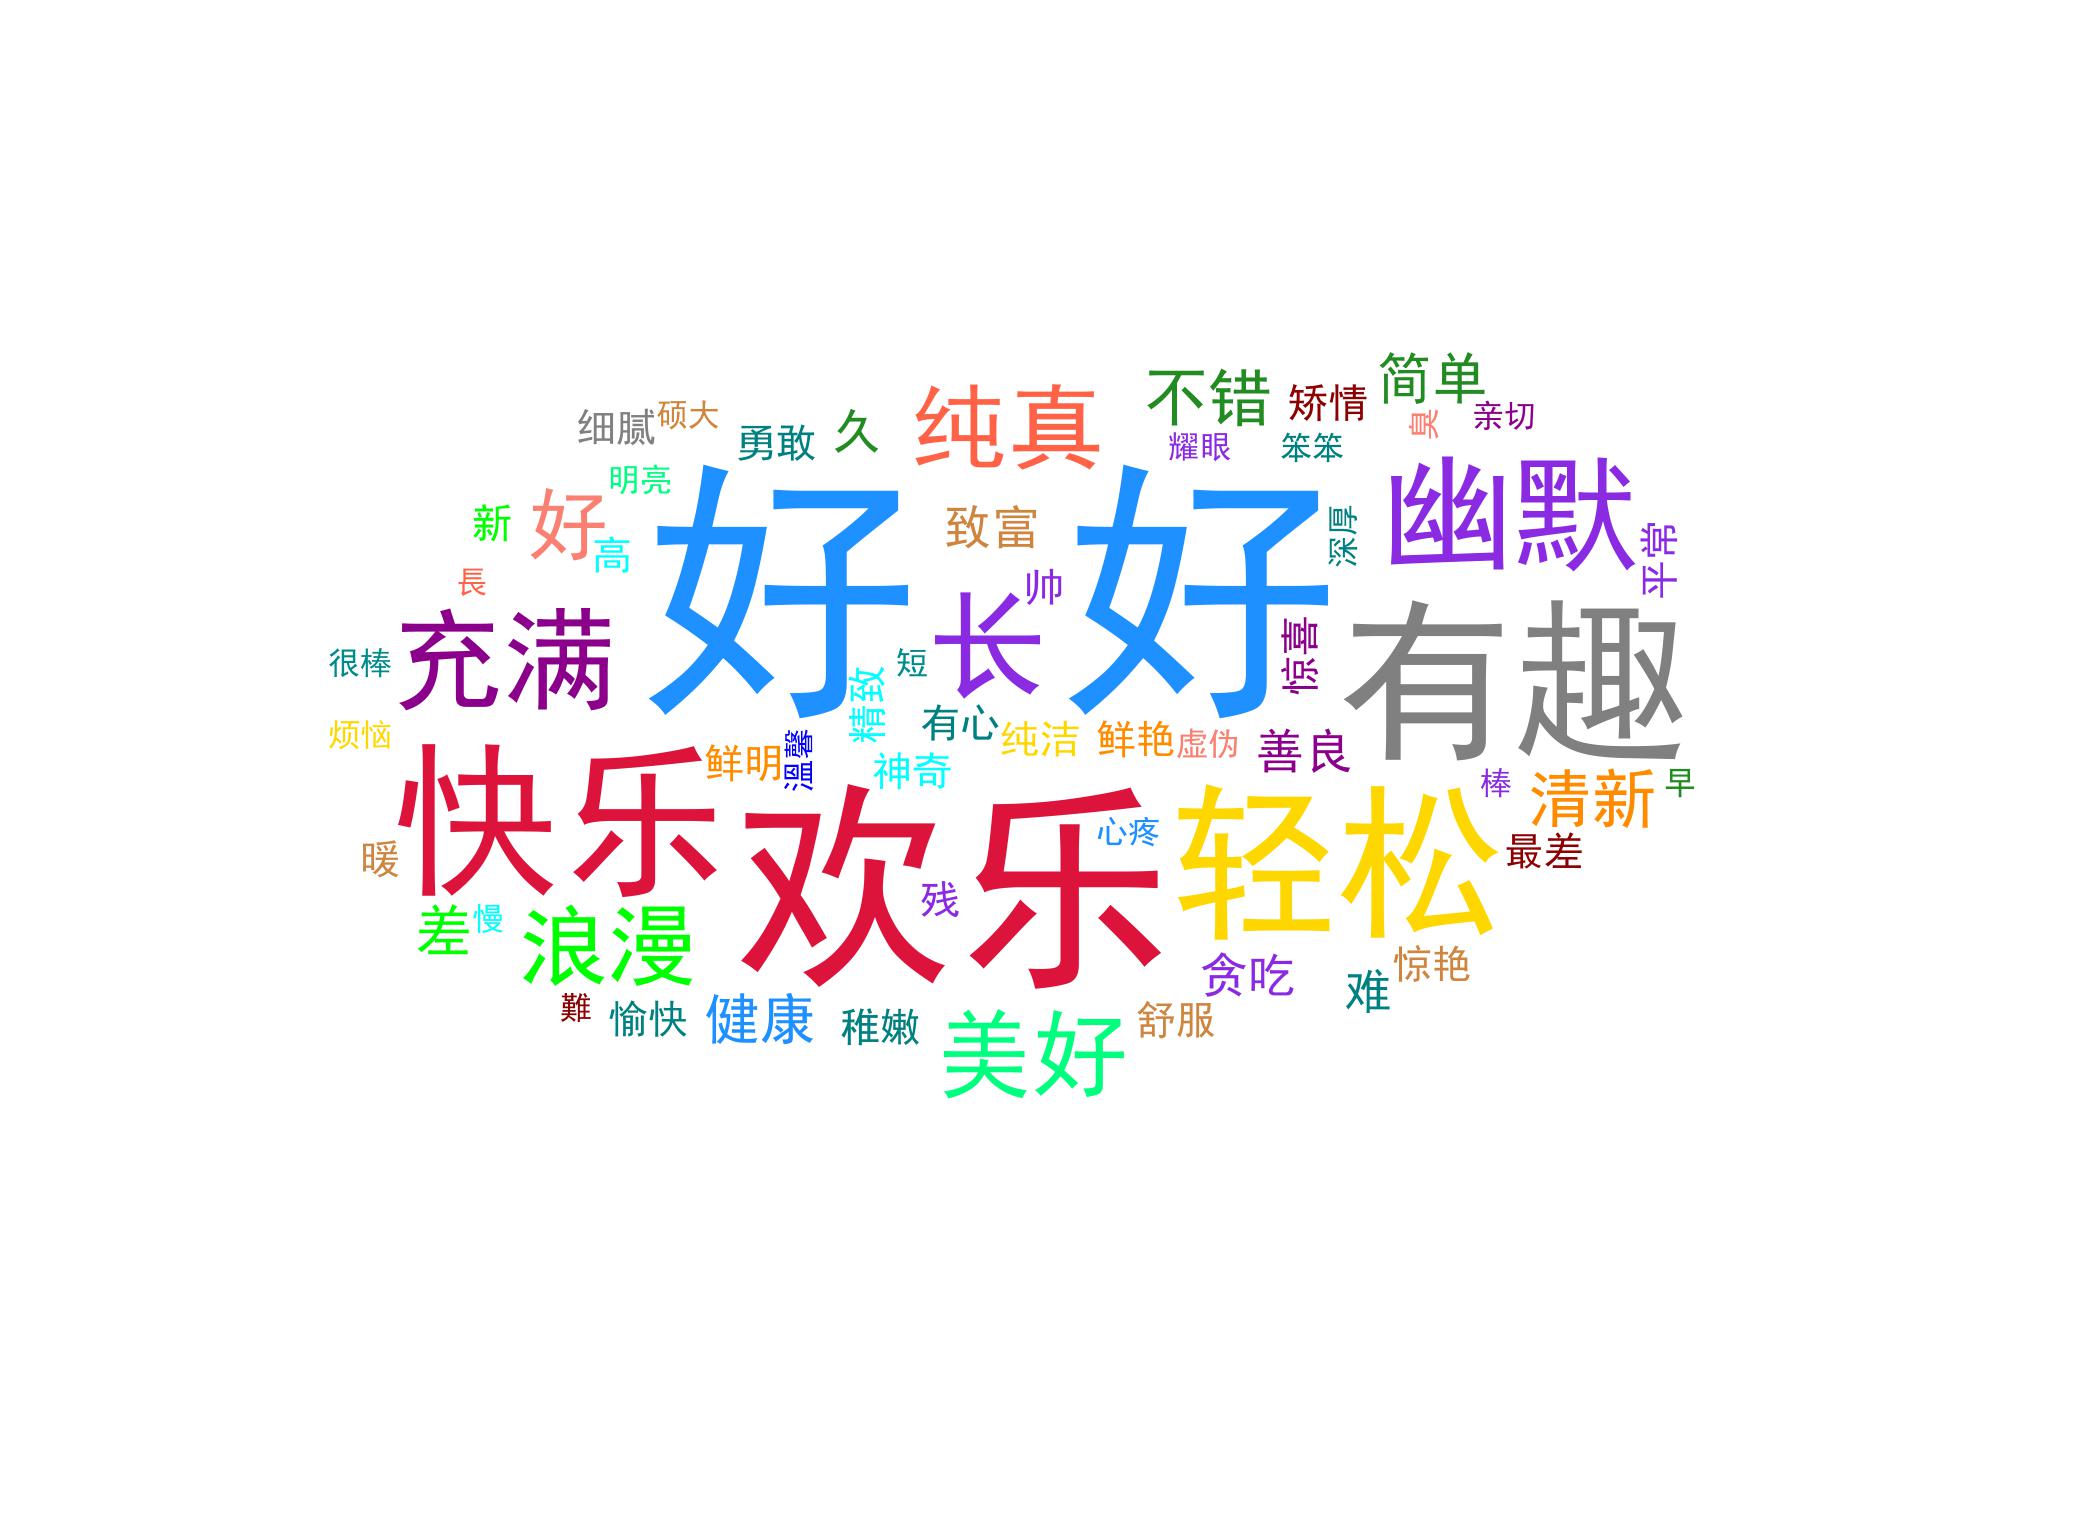 简单
不错
纯真
矫情
硕大
亲切
细腻
勇敢
久
臭
耀眼
笨笨
明亮
幽默
新
好
高
好
致富
好
深厚
平常
長
帅
充满
长
惊喜
有趣
很棒
短
精致
烦恼
有心
纯洁
鲜艳
虚伪
善良
快乐
鲜明
溫馨
神奇
棒
清新
早
欢乐
心疼
轻松
暖
残
最差
差
慢
浪漫
贪吃
惊艳
難
愉快
健康
稚嫩
美好
舒服
难